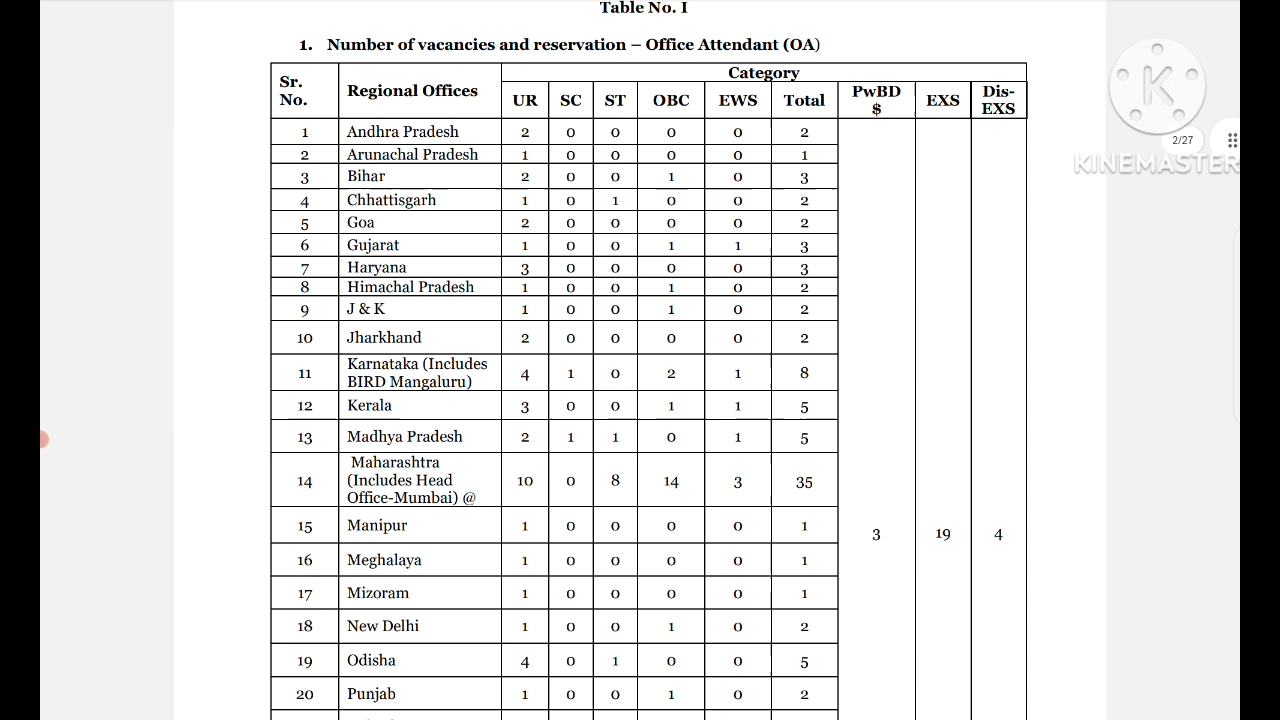 Table No. I
1. Number of vacancies and reservation – Office Attendant (OA)
Sr. No. Regional Offices Category PwBD $ EXS Dis-EXS
UR SC ST OBC EWS Total
1 Andhra Pradesh 2 0 0 0 0 2
2 Arunachal Pradesh 1 0 0 0 0 1
3 Bihar 2 0 0 1 0 3
4 Chhattisgarh 1 0 1 0 0 2
5 Goa 2 0 0 0 0 2
6 Gujarat 1 0 0 1 1 3
7 Haryana 3 0 0 0 0 3
8 Himachal Pradesh 1 0 0 1 0 2
9 J & K 1 0 0 1 0 2
10 Jharkhand 2 0 0 0 0 2
11 Karnataka (Includes BIRD Mangaluru) 4 1 0 2 1 8
12 Kerala 3 0 0 1 1 5
13 Madhya Pradesh 2 1 1 0 1 5
14 Maharashtra (Includes Head Office-Mumbai) @ 10 0 8 14 3 35
15 Manipur 1 0 0 0 0 1 3 19 4
16 Meghalaya 1 0 0 0 0 1
17 Mizoram 1 0 0 0 0 1
18 New Delhi 1 0 0 1 0 2
19 Odisha 4 0 1 0 0 5
20 Punjab 1 0 0 1 0 2
K
2/27
KINEMASTER